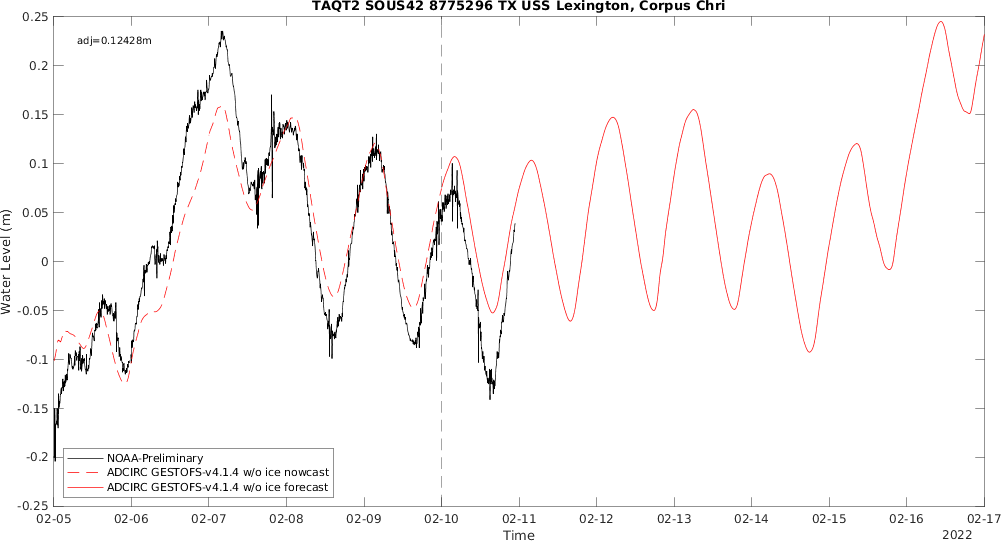 TAQT2 SOUS42 8775296 TX USS Lexington, Corpus Chri
adj=0.12428m
0.25
0.2
0.15
0.1
0.05
0
-0.05
-0.1
-0.15
-0.2
-0.25
Water Level (m)
NOAA-Preliminary
ADCIRC GESTOFS-v4.1.4 w/o ice nowcast
ADCIRC GESTOFS-v4.1.4 w/o ice forecast
02-05 02-06 02-07 02-08 02-09 02-10 02-11 02-12 02-13 02-14 02-15 02-16 02-17
Time
2022